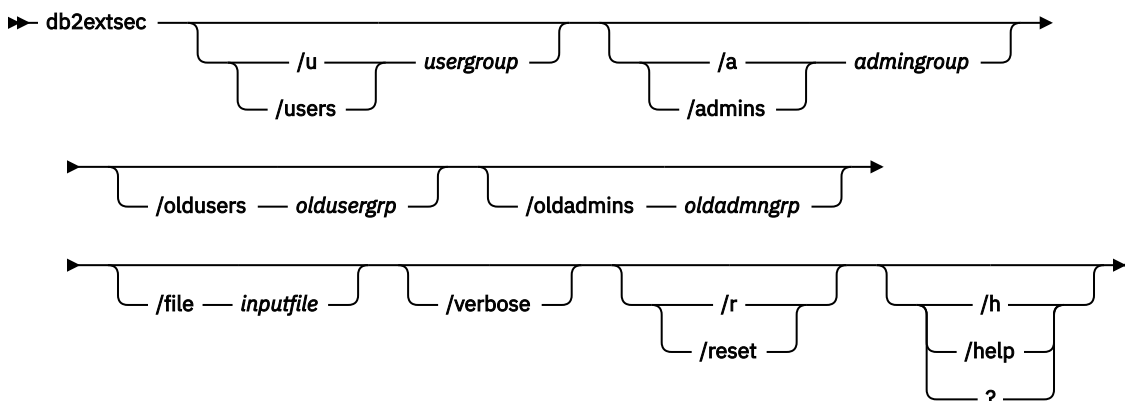 db2extsec
/u
usergroup
/users
/a
admingroup
/admins
/oldusers oldusergrp
/oldadmins oldadmngrp
/file inputfile
/verbose
/r
/reset
/h
/help
?